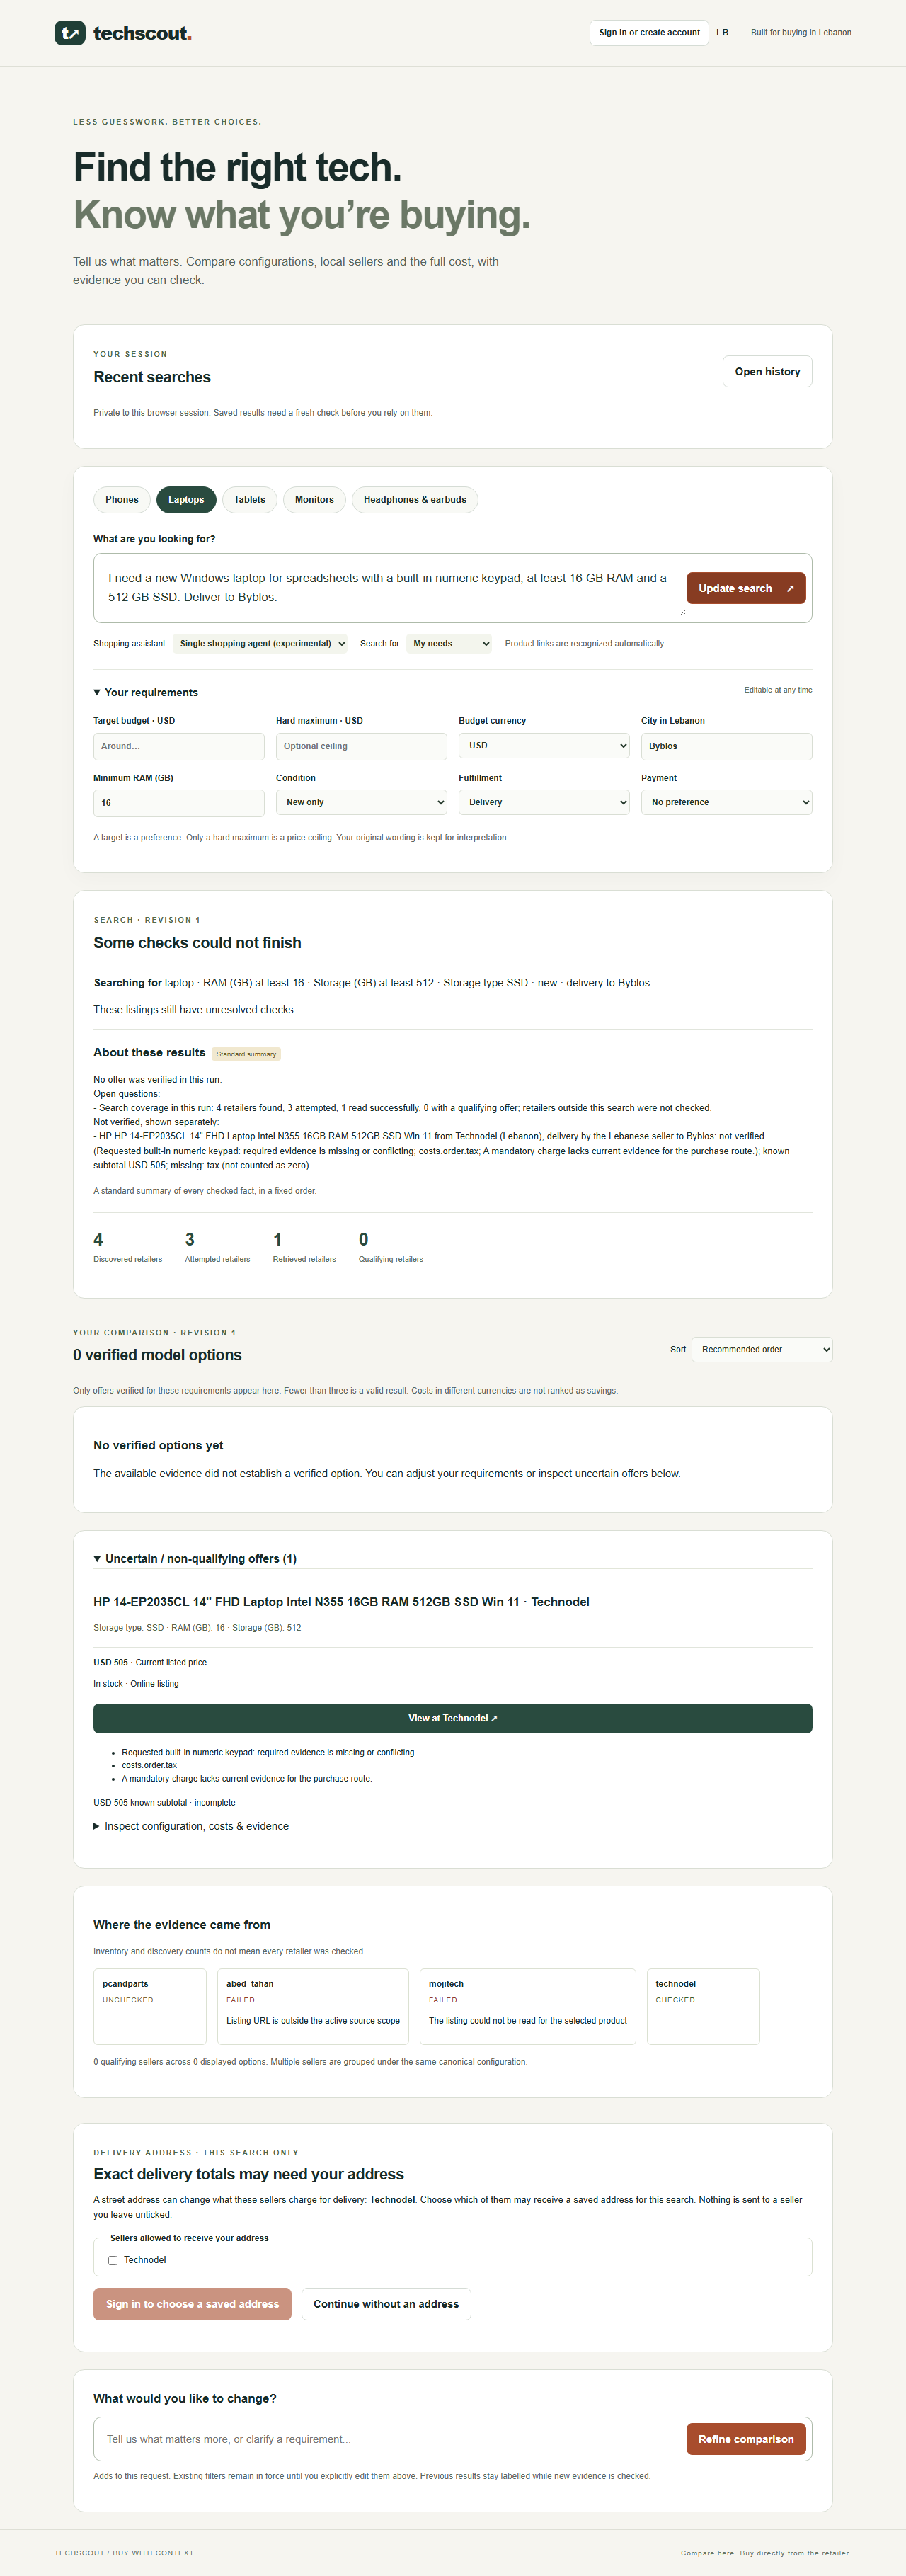 t↗ techscout.
Sign in or create account
LB
Built for buying in Lebanon
LESS GUESSWORK. BETTER CHOICES.
Find the right tech.
Know what you're buying.
Tell us what matters. Compare configurations, local sellers and the full cost, with
evidence you can check.
YOUR SESSION
Recent searches
Open history
Private to this browser session. Saved results need a fresh check before you rely on them.
Phones
Laptops
Tablets
Monitors
Headphones & earbuds
What are you looking for?
I need a new Windows laptop for spreadsheets with a built-in numeric keypad, at least 16 GB RAM and a
512 GB SSD. Deliver to Byblos.
Update search ↗
Shopping assistant
Single shopping agent (experimental)
Search for
My needs
Product links are recognized automatically.
▼ Your requirements
Editable at any time
Target budget · USD
Hard maximum · USD
Budget currency
City in Lebanon
Around...
Optional ceiling
USD
Byblos
Minimum RAM (GB)
Condition
Fulfillment
Payment
16
New only
Delivery
No preference
A target is a preference. Only a hard maximum is a price ceiling. Your original wording is kept for interpretation.
SEARCH · REVISION 1
Some checks could not finish
Searching for laptop · RAM (GB) at least 16 · Storage (GB) at least 512 · Storage type SSD · new · delivery to Byblos
These listings still have unresolved checks.
About these results
Standard summary
No offer was verified in this run.
Open questions:
- Search coverage in this run: 4 retailers found, 3 attempted, 1 read successfully, 0 with a qualifying offer; retailers outside this search were not checked.
Not verified, shown separately:
- HP HP 14-EP2035CL 14" FHD Laptop Intel N355 16GB RAM 512GB SSD Win 11 from Technodel (Lebanon), delivery by the Lebanese seller to Byblos: not verified
(Requested built-in numeric keypad: required evidence is missing or conflicting; costs.order.tax; A mandatory charge lacks current evidence for the purchase route.); known
subtotal USD 505; missing: tax (not counted as zero).
A standard summary of every checked fact, in a fixed order.
4
3
1
0
Discovered retailers
Attempted retailers
Retrieved retailers
Qualifying retailers
YOUR COMPARISON · REVISION 1
0 verified model options
Sort
Recommended order
Only offers verified for these requirements appear here. Fewer than three is a valid result. Costs in different currencies are not ranked as savings.
No verified options yet
The available evidence did not establish a verified option. You can adjust your requirements or inspect uncertain offers below.
▼ Uncertain / non-qualifying offers (1)
HP 14-EP2035CL 14" FHD Laptop Intel N355 16GB RAM 512GB SSD Win 11 · Technodel
Storage type: SSD · RAM (GB): 16 · Storage (GB): 512
USD 505 · Current listed price
In stock · Online listing
View at Technodel ↗
• Requested built-in numeric keypad: required evidence is missing or conflicting
• costs.order.tax
• A mandatory charge lacks current evidence for the purchase route.
USD 505 known subtotal · incomplete
▶ Inspect configuration, costs & evidence
Where the evidence came from
Inventory and discovery counts do not mean every retailer was checked.
pcandparts
UNCHECKED
abed_tahan
FAILED
Listing URL is outside the active source scope
mojitech
FAILED
The listing could not be read for the selected product
technodel
CHECKED
0 qualifying sellers across 0 displayed options. Multiple sellers are grouped under the same canonical configuration.
DELIVERY ADDRESS · THIS SEARCH ONLY
Exact delivery totals may need your address
A street address can change what these sellers charge for delivery: Technodel. Choose which of them may receive a saved address for this search. Nothing is sent to a seller
you leave unticked.
Sellers allowed to receive your address
Technodel
Sign in to choose a saved address
Continue without an address
What would you like to change?
Tell us what matters more, or clarify a requirement...
Refine comparison
Adds to this request. Existing filters remain in force until you explicitly edit them above. Previous results stay labelled while new evidence is checked.
TECHSCOUT / BUY WITH CONTEXT
Compare here. Buy directly from the retailer.